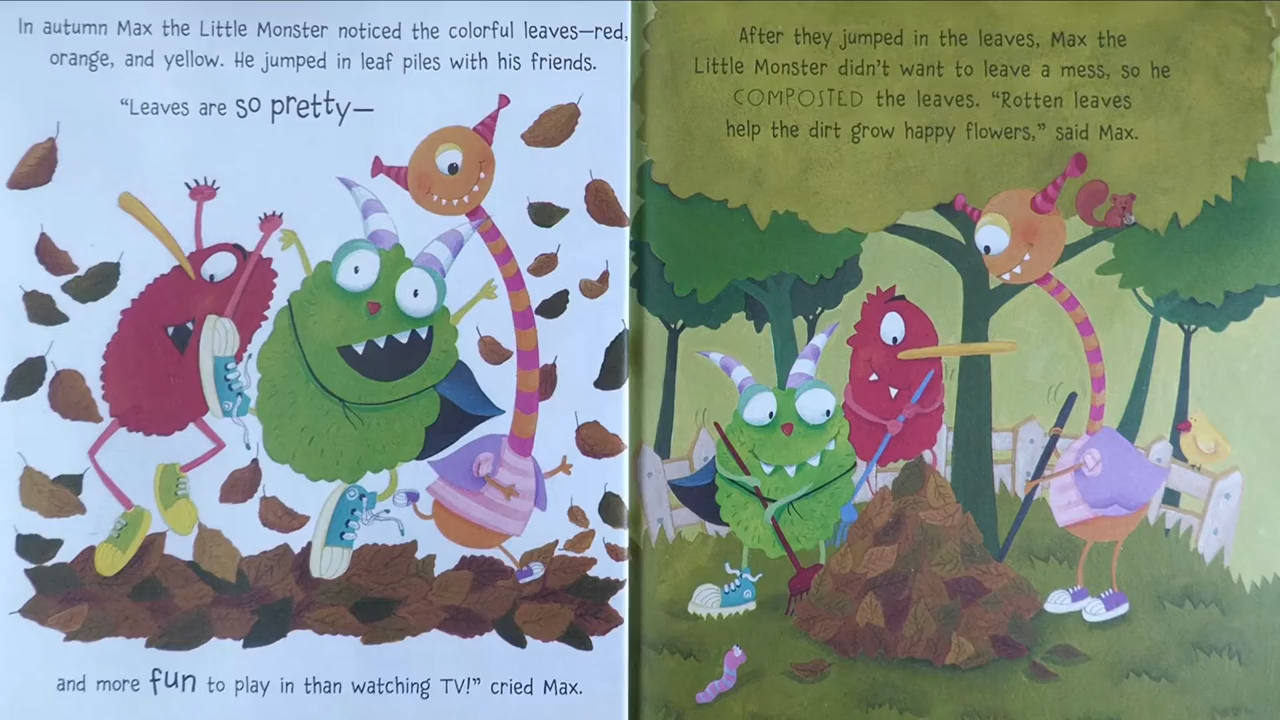 In autumn Max the Little Monster noticed the colorful leaves—red,
orange, and yellow. He jumped in leaf piles with his friends.
“Leaves are so pretty—
and more fun to play in than watching TV!” cried Max.
After they jumped in the leaves, Max the
Little Monster didn’t want to leave a mess, so he
COMPOSTED the leaves. “Rotten leaves
help the dirt grow happy flowers,” said Max.